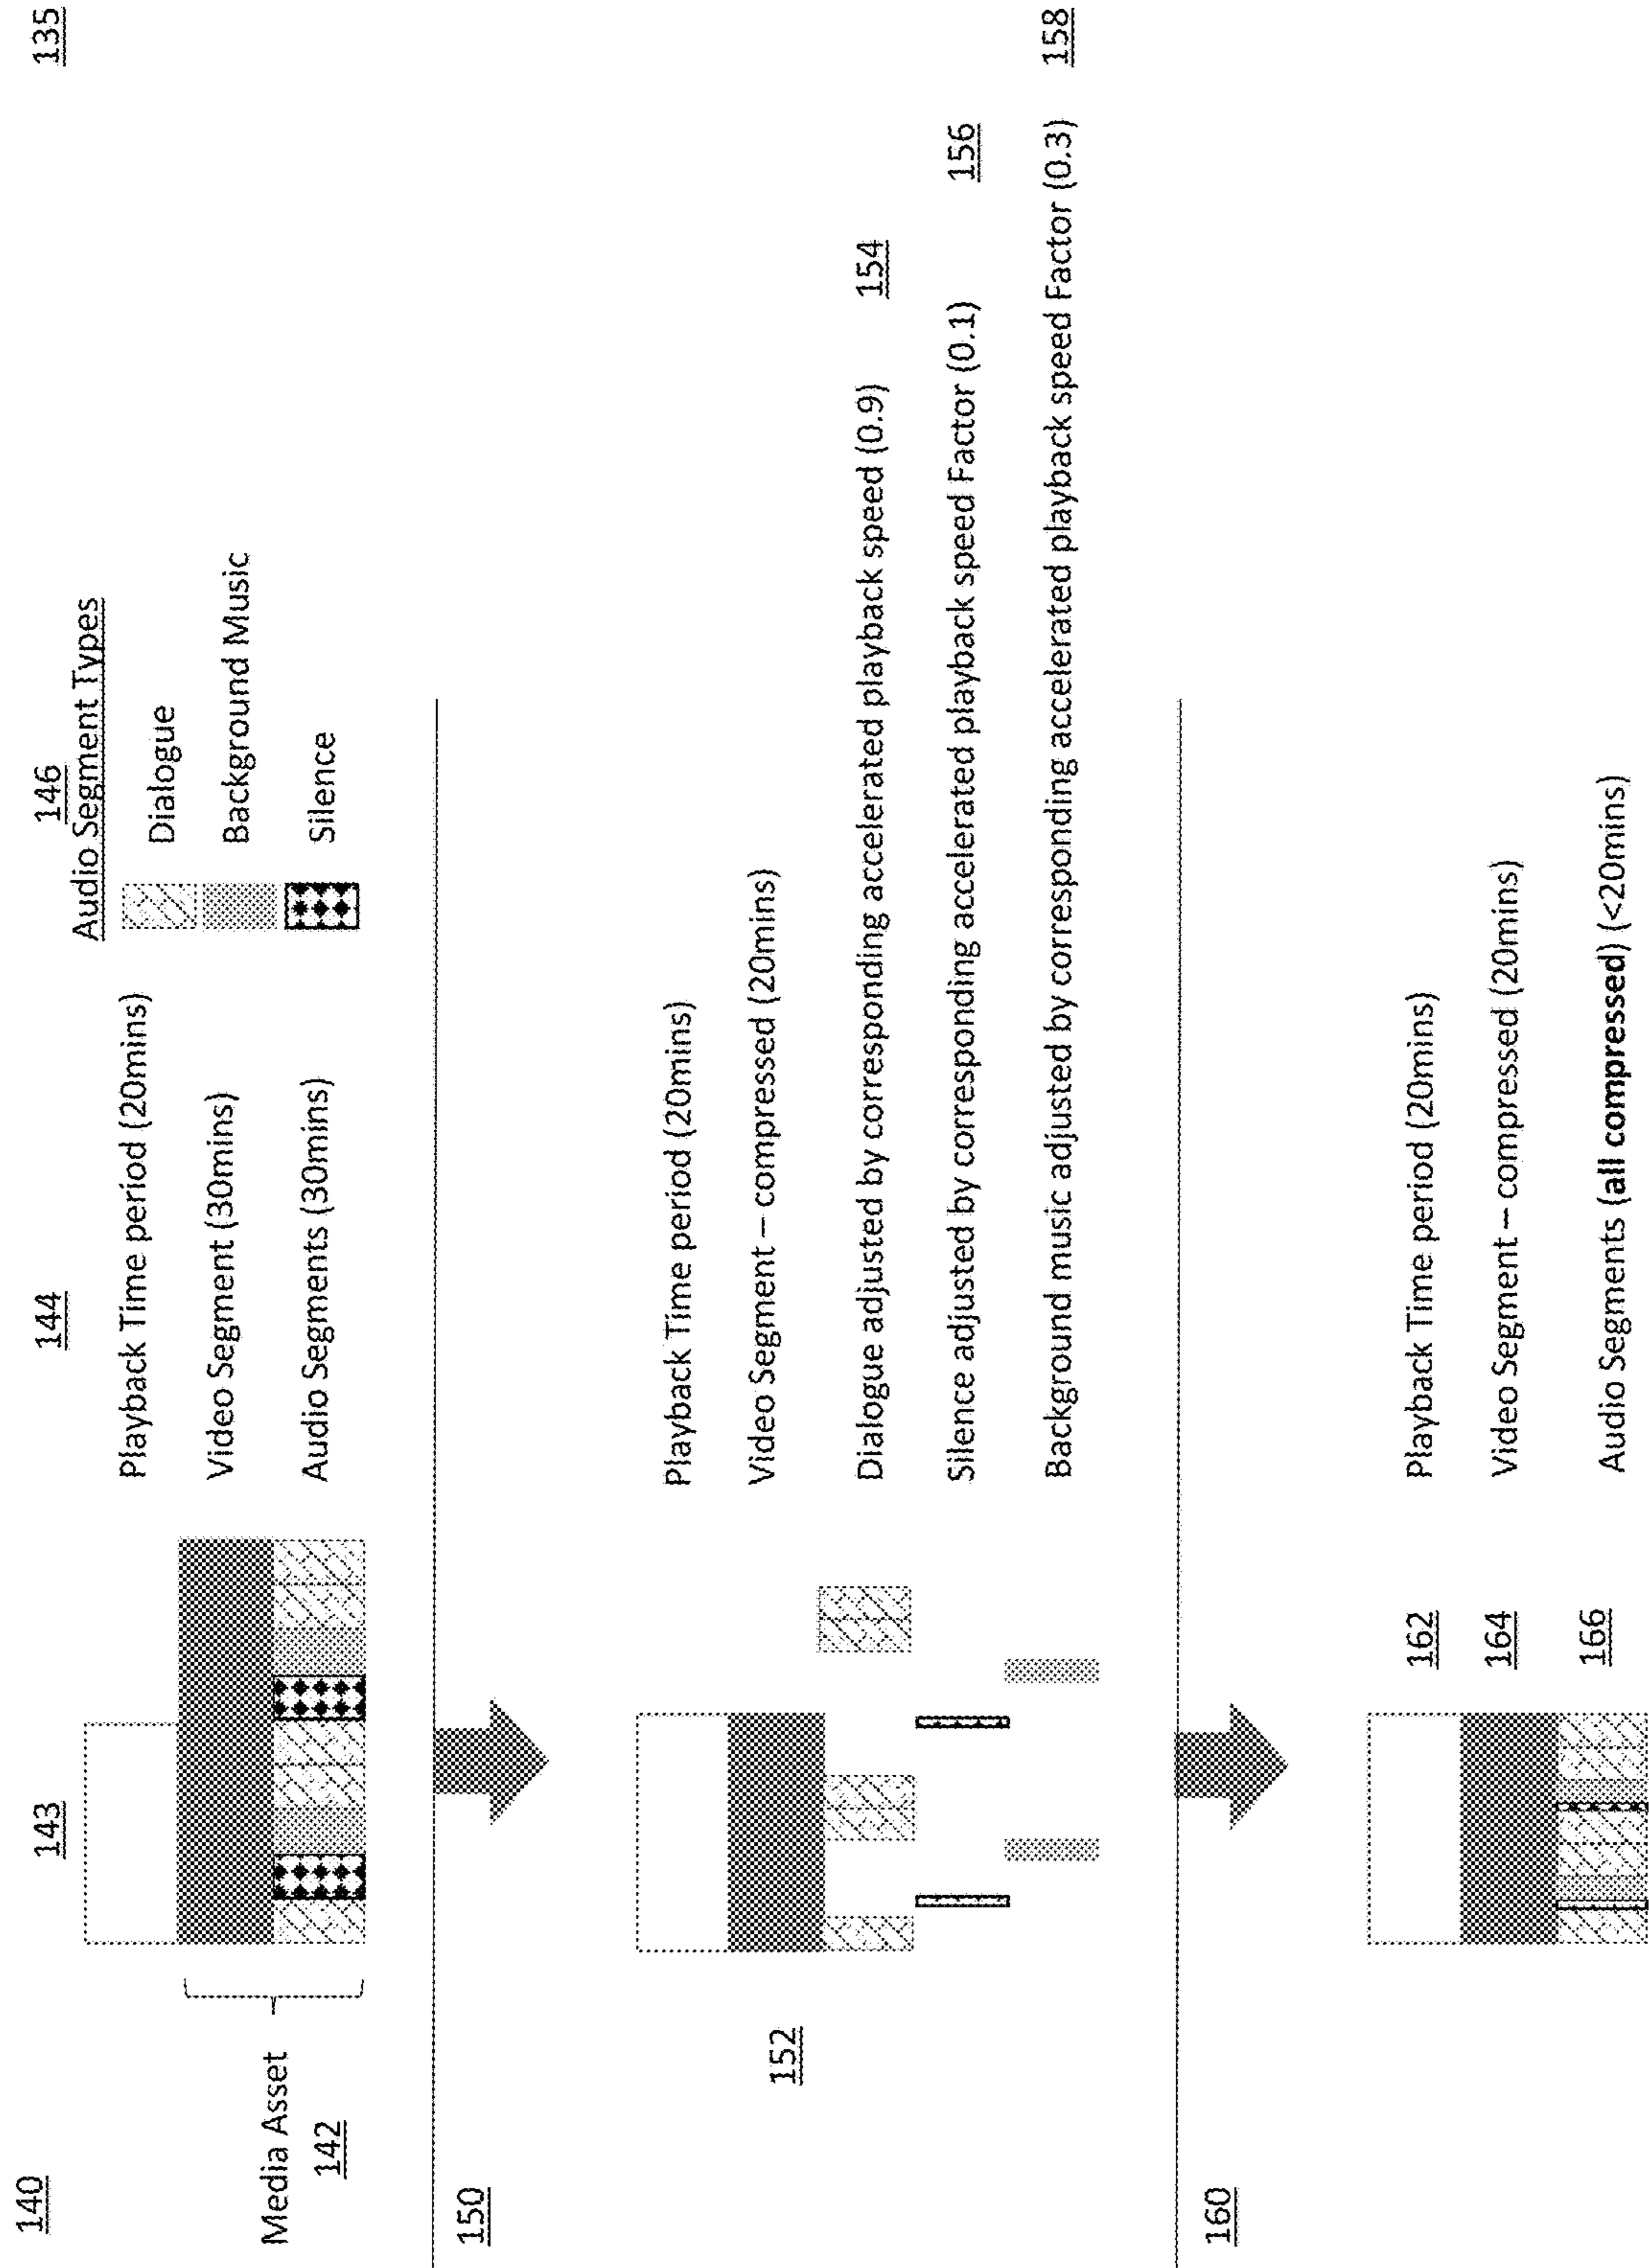 140
143
144
146
135
Audio Segment Types
Playback Time period (20mins)
Dialogue
Video Segment (30mins)
Background Music
Media Asset
Audio Segments (30mins)
Silence
142
150
Playback Time period (20mins)
152
Video Segment – compressed (20mins)
Dialogue adjusted by corresponding accelerated playback speed (0.9)
154
Silence adjusted by corresponding accelerated playback speed Factor (0.1)
156
Background music adjusted by corresponding accelerated playback speed Factor (0.3)
158
160
162
Playback Time period (20mins)
164
Video Segment – compressed (20mins)
166
Audio Segments (all compressed) (<20mins)